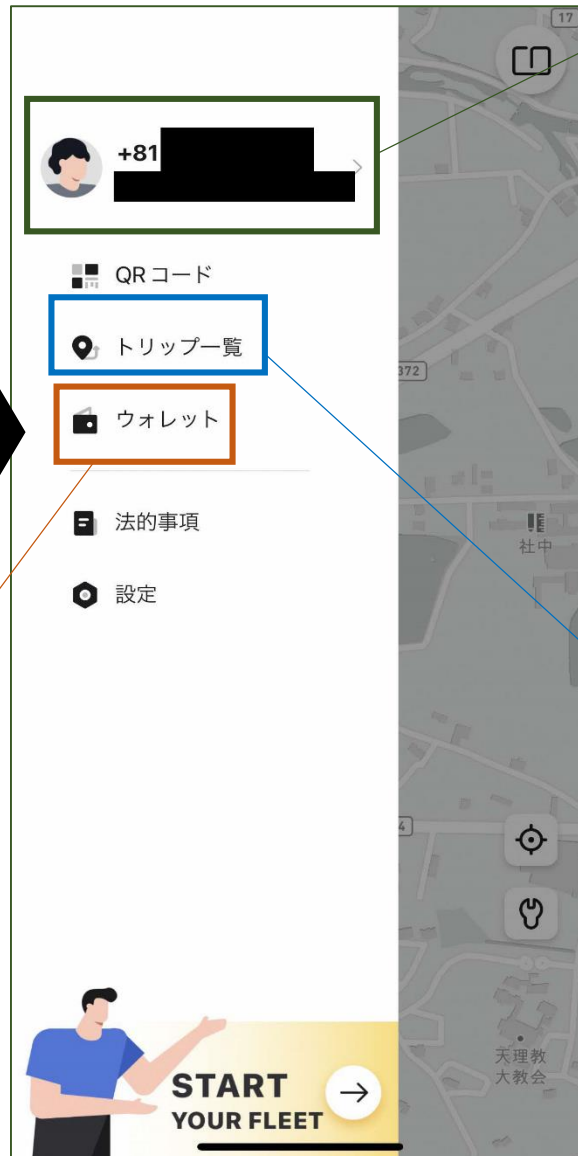 17
+81
QRコード
トリップ一覧
372
ウォレット
法的事項
社中
設定
4
天理教
大教会
START
YOUR FLEET